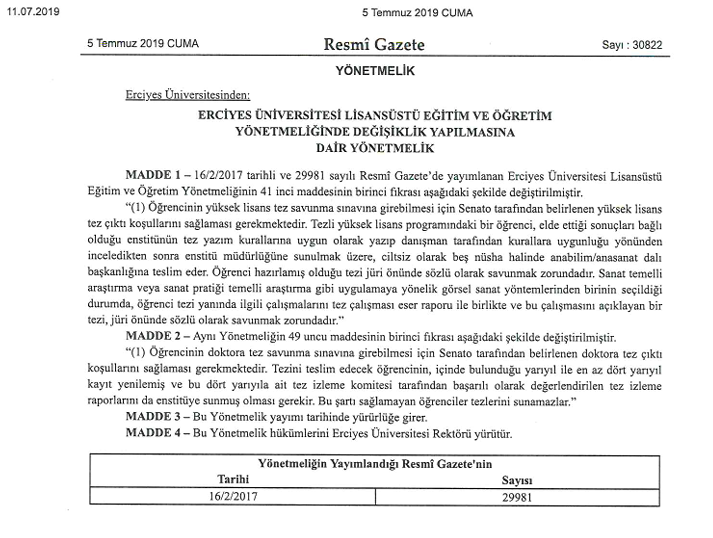 11.07.2019
5 Temmuz 2019 CUMA
5 Temmuz 2019 CUMA
Resmî Gazete
Sayı : 30822
YÖNETMELİK
Erciyes Üniversitesinden:
ERCİYES ÜNİVERSİTESİ LİSANSÜSTÜ EĞİTİM VE ÖĞRETİM
YÖNETMELİĞİNDE DEĞİŞİKLİK YAPILMASINA
DAİR YÖNETMELİK
MADDE 1 – 16/2/2017 tarihli ve 29981 sayılı Resmî Gazete'de yayımlanan Erciyes Üniversitesi Lisansüstü
Eğitim ve Öğretim Yönetmeliğinin 41 inci maddesinin birinci fıkrası aşağıdaki şekilde değiştirilmiştir.
“(1) Öğrencinin yüksek lisans tez savunma sınavına girebilmesi için Senato tarafından belirlenen yüksek lisans
tez çıktı koşullarını sağlaması gerekmektedir. Tezli yüksek lisans programındaki bir öğrenci, elde ettiği sonuçları bağlı
olduğu enstitünün tez yazım kurallarına uygun olarak yazıp danışman tarafından kurallara uygunluğu yönünden
inceledikten sonra enstitü müdürlüğüne sunulmak üzere, ciltsiz olarak beş nüsha halinde anabilim/anasanat dalı
başkanlığına teslim eder. Öğrenci hazırlamış olduğu tezi jüri önünde sözlü olarak savunmak zorundadır. Sanat temelli
araştırma veya sanat pratiği temelli araştırma gibi uygulamaya yönelik görsel sanat yöntemlerinden birinin seçildiği
durumda, öğrenci tezi yanında ilgili çalışmalarını tez çalışması eser raporu ile birlikte ve bu çalışmasını açıklayan bir
tezi, jüri önünde sözlü olarak savunmak zorundadır.”
MADDE 2 – Aynı Yönetmeliğin 49 uncu maddesinin birinci fıkrası aşağıdaki şekilde değiştirilmiştir.
“(1) Öğrencinin doktora tez savunma sınavına girebilmesi için Senato tarafından belirlenen doktora tez çıktı
koşullarını sağlaması gerekmektedir. Tezini teslim edecek öğrencinin, içinde bulunduğu yarıyıl ile en az dört yarıyıl
kayıt yenilemiş ve bu dört yarıyıla ait tez izleme komitesi tarafından başarılı olarak değerlendirilen tez izleme
raporlarını da enstitüye sunmuş olması gerekir. Bu şartı sağlamayan öğrenciler tezlerini sunamazlar.”
MADDE 3 – Bu Yönetmelik yayımı tarihinde yürürlüğe girer.
MADDE 4 – Bu Yönetmelik hükümlerini Erciyes Üniversitesi Rektörü yürütür.
Yönetmeliğin Yayımlandığı Resmî Gazete'nin
Tarihi Sayısı
16/2/2017 29981